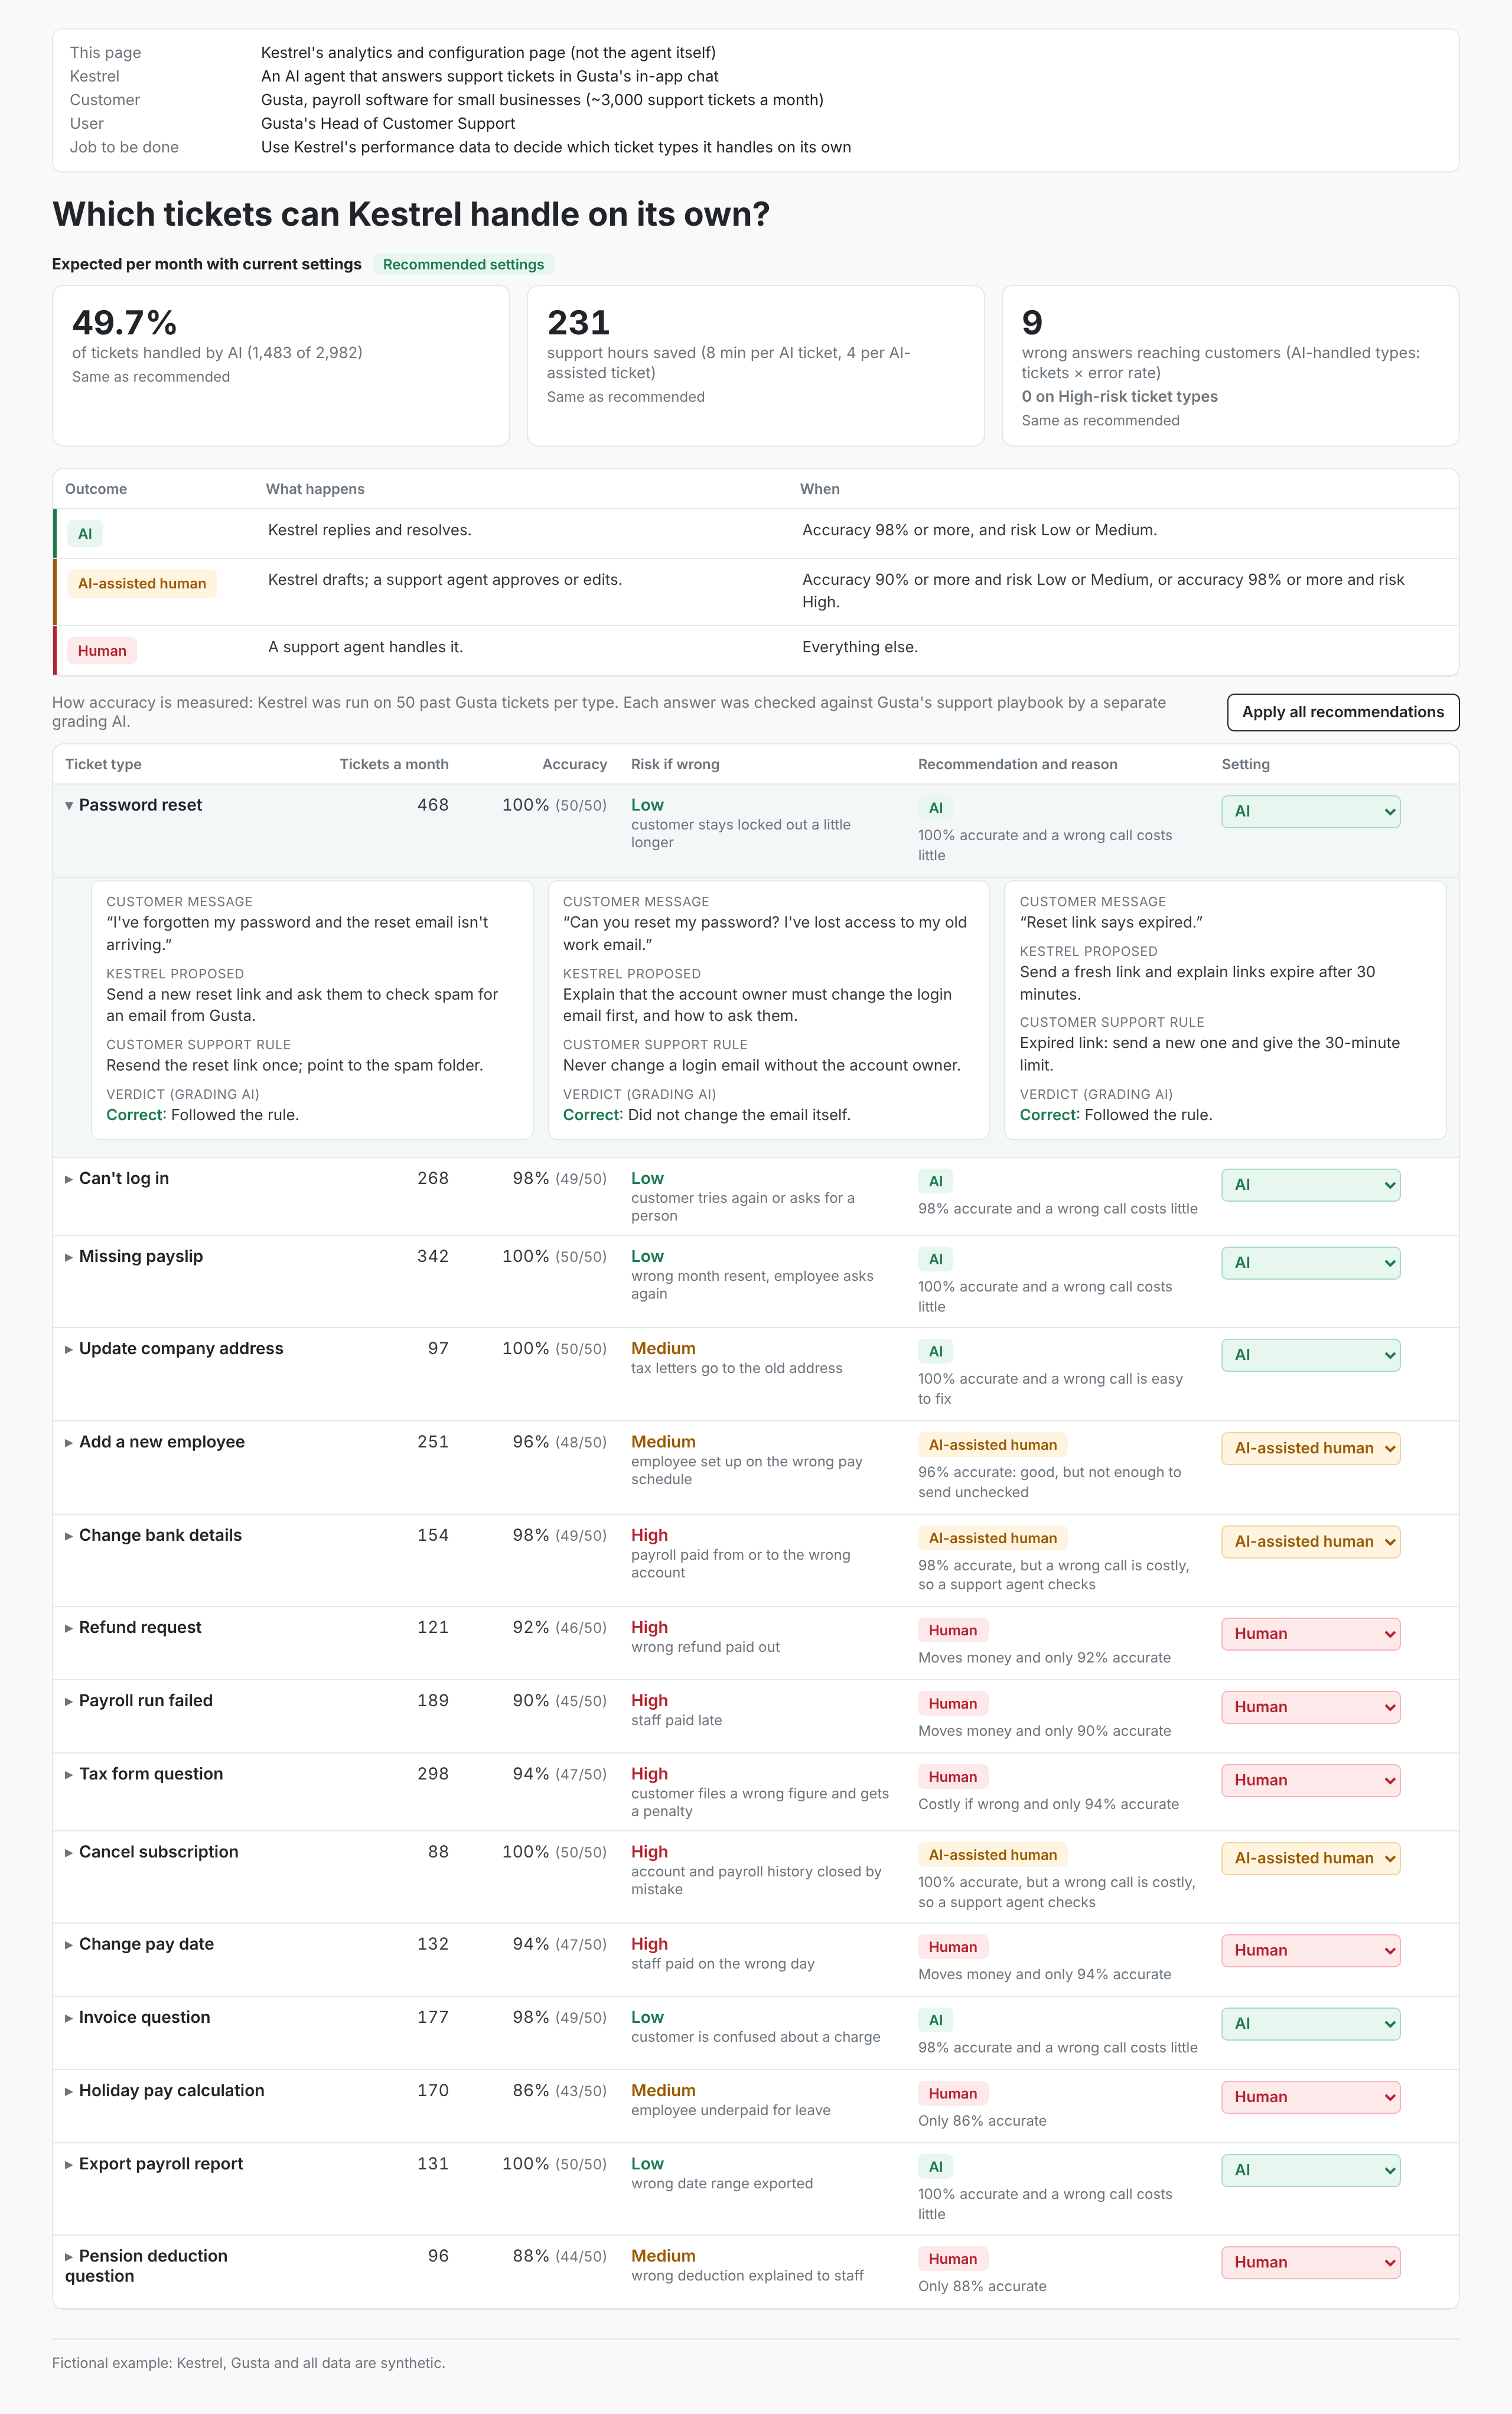 This page Kestrel's analytics and configuration page (not the agent itself)
Kestrel An AI agent that answers support tickets in Gusta's in-app chat
Customer Gusta, payroll software for small businesses (~3,000 support tickets a month)
User Gusta's Head of Customer Support
Job to be done Use Kestrel's performance data to decide which ticket types it handles on its own
Which tickets can Kestrel handle on its own?
Expected per month with current settings Recommended settings
49.7%
of tickets handled by AI (1,483 of 2,982)
Same as recommended
231
support hours saved (8 min per AI ticket, 4 per AI-
assisted ticket)
Same as recommended
9
wrong answers reaching customers (AI-handled types:
tickets × error rate)
0 on High-risk ticket types
Same as recommended
Outcome What happens When
AI Kestrel replies and resolves. Accuracy 98% or more, and risk Low or Medium.
AI-assisted human Kestrel drafts; a support agent approves or edits. Accuracy 90% or more and risk Low or Medium, or accuracy 98% or more and risk
High.
Human A support agent handles it. Everything else.
How accuracy is measured: Kestrel was run on 50 past Gusta tickets per type. Each answer was checked against Gusta's support playbook by a separate
grading AI.
Apply all recommendations
Ticket type Tickets a month Accuracy Risk if wrong Recommendation and reason Setting
▾ Password reset 468 100% (50/50) Low AI AI
customer stays locked out a little
longer
100% accurate and a wrong call costs
little
CUSTOMER MESSAGE
“I've forgotten my password and the reset email isn't
arriving.”
KESTREL PROPOSED
Send a new reset link and ask them to check spam for
an email from Gusta.
CUSTOMER SUPPORT RULE
Resend the reset link once; point to the spam folder.
VERDICT (GRADING AI)
Correct: Followed the rule.
CUSTOMER MESSAGE
“Can you reset my password? I've lost access to my old
work email.”
KESTREL PROPOSED
Explain that the account owner must change the login
email first, and how to ask them.
CUSTOMER SUPPORT RULE
Never change a login email without the account owner.
VERDICT (GRADING AI)
Correct: Did not change the email itself.
CUSTOMER MESSAGE
“Reset link says expired.”
KESTREL PROPOSED
Send a fresh link and explain links expire after 30
minutes.
CUSTOMER SUPPORT RULE
Expired link: send a new one and give the 30-minute
limit.
VERDICT (GRADING AI)
Correct: Followed the rule.
▸ Can't log in 268 98% (49/50) Low AI AI
customer tries again or asks for a
person
98% accurate and a wrong call costs little
▸ Missing payslip 342 100% (50/50) Low AI AI
wrong month resent, employee asks
again
100% accurate and a wrong call costs
little
▸ Update company address 97 100% (50/50) Medium AI AI
tax letters go to the old address
100% accurate and a wrong call is easy
to fix
▸ Add a new employee 251 96% (48/50) Medium AI-assisted human AI-assisted human
employee set up on the wrong pay
schedule
96% accurate: good, but not enough to
send unchecked
▸ Change bank details 154 98% (49/50) High AI-assisted human AI-assisted human
payroll paid from or to the wrong
account
98% accurate, but a wrong call is costly,
so a support agent checks
▸ Refund request 121 92% (46/50) High Human Human
wrong refund paid out
Moves money and only 92% accurate
▸ Payroll run failed 189 90% (45/50) High Human Human
staff paid late
Moves money and only 90% accurate
▸ Tax form question 298 94% (47/50) High Human Human
customer files a wrong figure and gets
a penalty
Costly if wrong and only 94% accurate
▸ Cancel subscription 88 100% (50/50) High AI-assisted human AI-assisted human
account and payroll history closed by
mistake
100% accurate, but a wrong call is costly,
so a support agent checks
▸ Change pay date 132 94% (47/50) High Human Human
staff paid on the wrong day
Moves money and only 94% accurate
▸ Invoice question 177 98% (49/50) Low AI AI
customer is confused about a charge
98% accurate and a wrong call costs little
▸ Holiday pay calculation 170 86% (43/50) Medium Human Human
employee underpaid for leave
Only 86% accurate
▸ Export payroll report 131 100% (50/50) Low AI AI
wrong date range exported
100% accurate and a wrong call costs
little
▸ Pension deduction
question
96 88% (44/50) Medium Human Human
wrong deduction explained to staff
Only 88% accurate
Fictional example: Kestrel, Gusta and all data are synthetic.